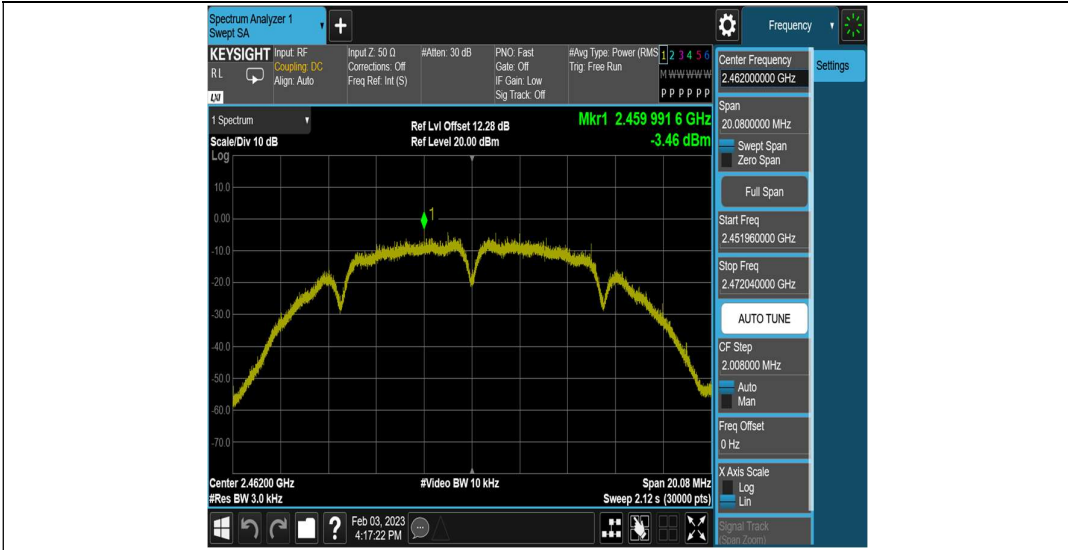 Spectrum Analyzer 1
Swept SA
Frequency
KEYSIGHT
RL
LXI
Input: RF
Coupling: DC
Align: Auto
Input Z: 50 Ω
Corrections: Off
Freq Ref: Int (S)
#Atten: 30 dB
PNO: Fast
Gate: Off
IF Gain: Low
Sig Track: Off
#Avg Type: Power (RMS
Trig: Free Run
1 2 3 4 5 6
M W W W W W
P P P P P P
1 Spectrum
Scale/Div 10 dB
Ref Lvl Offset 12.28 dB
Ref Level 20.00 dBm
Mkr1 2.459 991 6 GHz
-3.46 dBm
Log
10.0
0.00
-10.0
-20.0
-30.0
-40.0
-50.0
-60.0
-70.0
1
Center 2.46200 GHz
#Res BW 3.0 kHz
#Video BW 10 kHz
Span 20.08 MHz
Sweep 2.12 s (30000 pts)
Feb 03, 2023
4:17:22 PM
Center Frequency
2.462000000 GHz
Settings
Span
20.0800000 MHz
Swept Span
Zero Span
Full Span
Start Freq
2.451960000 GHz
Stop Freq
2.472040000 GHz
AUTO TUNE
CF Step
2.008000 MHz
Auto
Man
Freq Offset
0 Hz
X Axis Scale
Log
Lin
Signal Track
(Span Zoom)